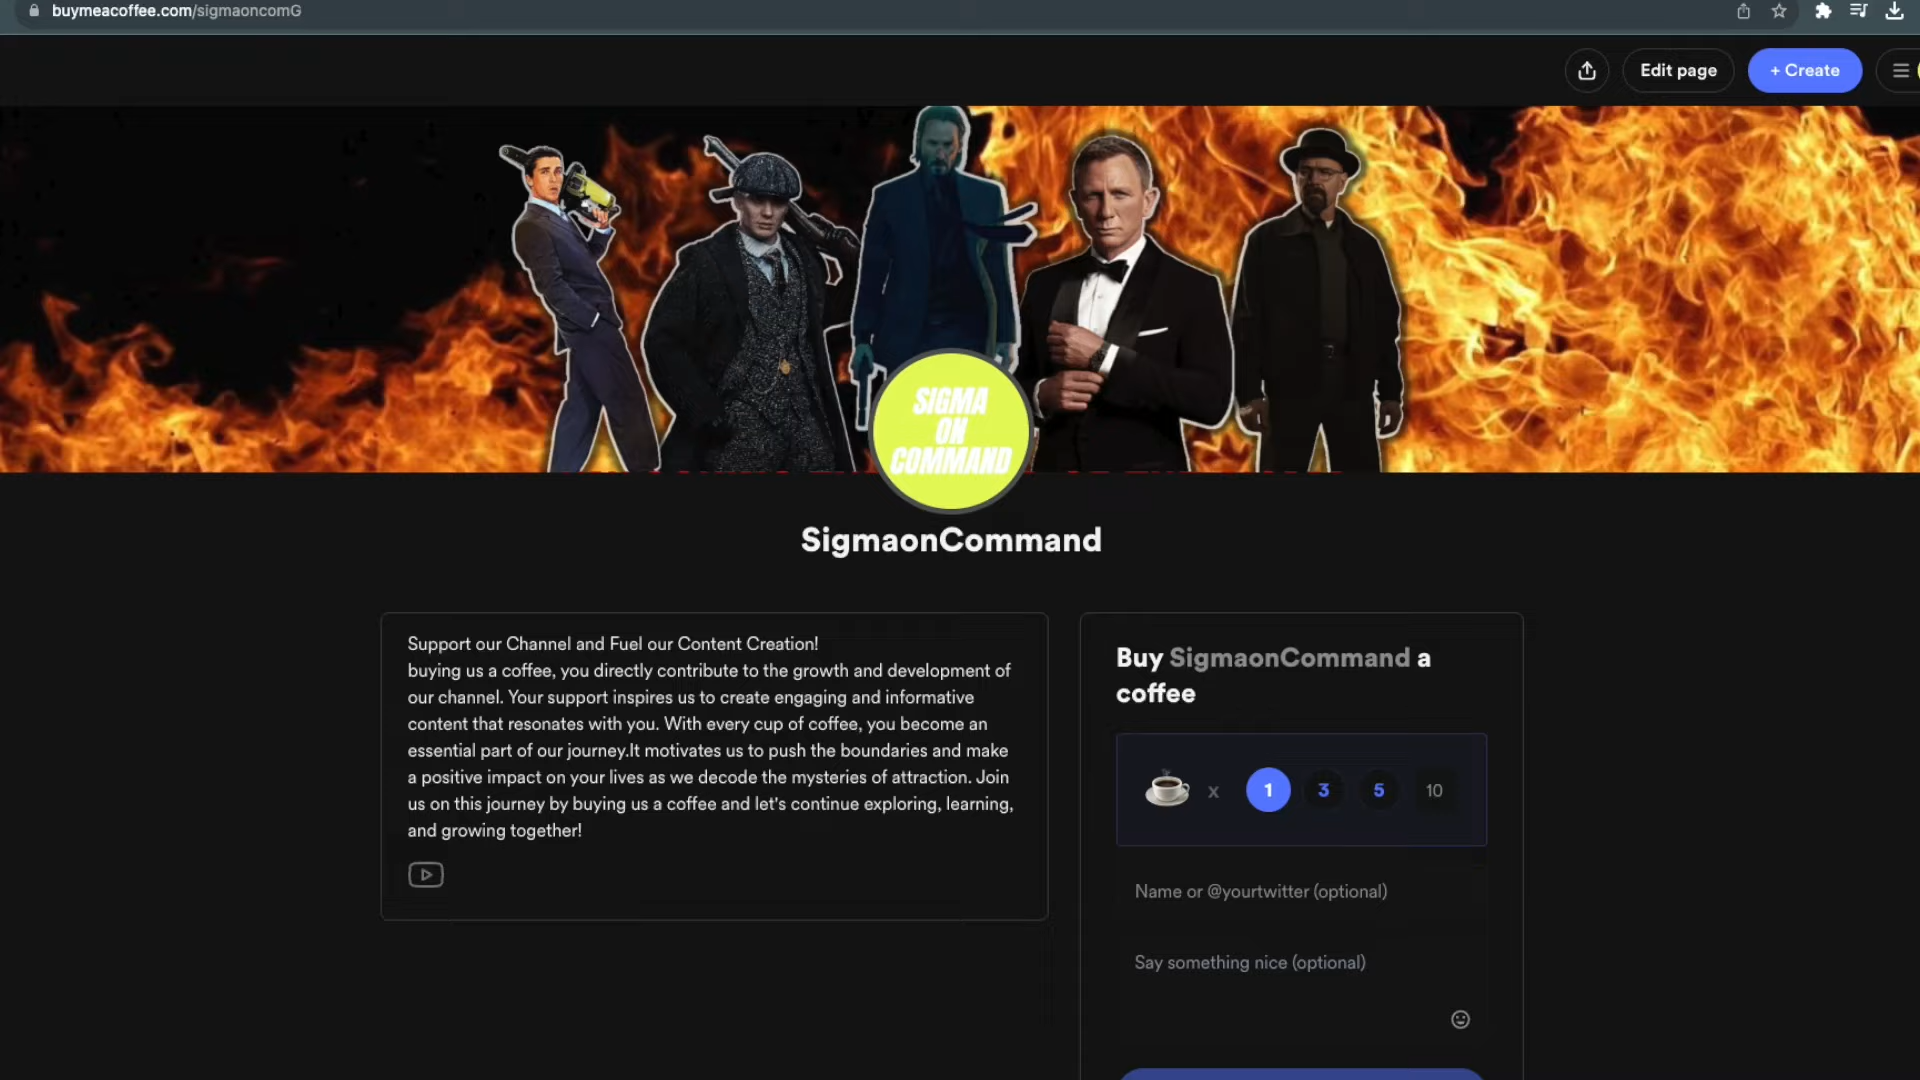 buymeacoffee.com/sigmaoncomG
Edit page
+ Create
SIGMA
ON
COMMAND
SigmaonCommand
Support our Channel and Fuel our Content Creation!
buying us a coffee, you directly contribute to the growth and development of
our channel. Your support inspires us to create engaging and informative
content that resonates with you. With every cup of coffee, you become an
essential part of our journey.It motivates us to push the boundaries and make
a positive impact on your lives as we decode the mysteries of attraction. Join
us on this journey by buying us a coffee and let's continue exploring, learning,
and growing together!
Buy SigmaonCommand a
coffee
x 1 3 5 10
Name or @yourtwitter (optional)
Say something nice (optional)